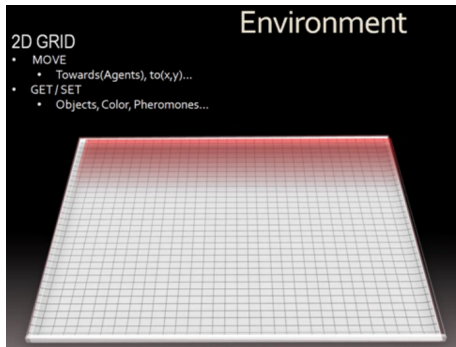 Environment
2D GRID
• MOVE
• Towards(Agents), to(x,y)...
• GET / SET
• Objects, Color, Pheromones...